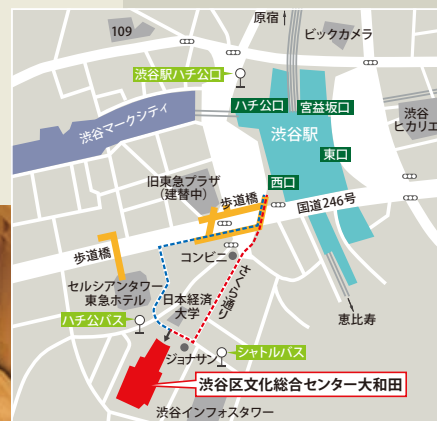 原宿
109
ビックカメラ
渋谷駅ハチ公口
ハチ公口
宮益坂口
渋谷
ヒカリエ
渋谷マークシティ
渋谷駅
東口
旧東急プラザ
(建替中)
西口
歩道橋
国道246号
コンビニ
歩道橋
さくら通り
セルシアンタワー
東急ホテル
日本経済
大学
ハチ公バス
恵比寿
ジョナサン
シャトルバス
渋谷区文化総合センター大和田
渋谷インフォスタワー